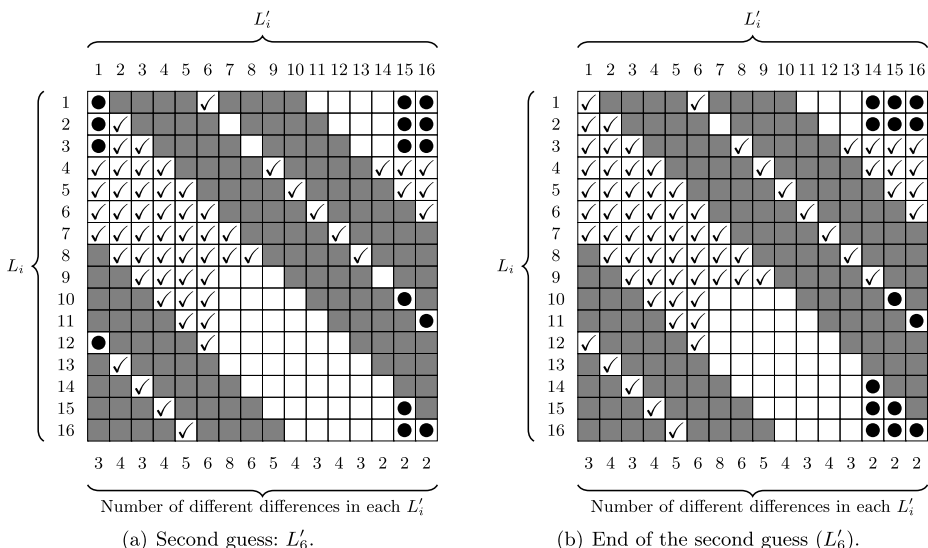 L′ᵢ
1 2 3 4 5 6 7 8 9 10 11 12 13 14 15 16
Lᵢ
1
2
3
4
5
6
7
8
9
10
11
12
13
14
15
16
3 4 4 4 5 6 8 6 5 4 3 4 3 2 2 2
Number of different differences in each L′ᵢ
(a) Second guess: L′₆.
L′ᵢ
1 2 3 4 5 6 7 8 9 10 11 12 13 14 15 16
Lᵢ
1
2
3
4
5
6
7
8
9
10
11
12
13
14
15
16
3 4 3 4 5 6 8 6 5 4 3 4 3 2 2 2
Number of different differences in each L′ᵢ
(b) End of the second guess (L′₆).